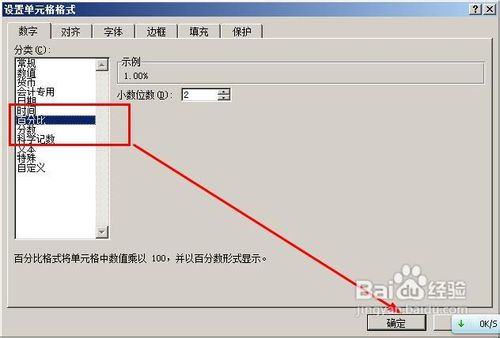 设置单元格格式
数字 对齐 字体 边框 填充 保护
分类(C):
常规
数值
货币
会计专用
日期
时间
百分比
分数
科学记数
文本
特殊
自定义
示例
1.00%
小数位数(D): 2
百分比格式将单元格中数值乘以 100，并以百分数形式显示。
Baidu经验
jingyan.baidu.com
确定
0K/S